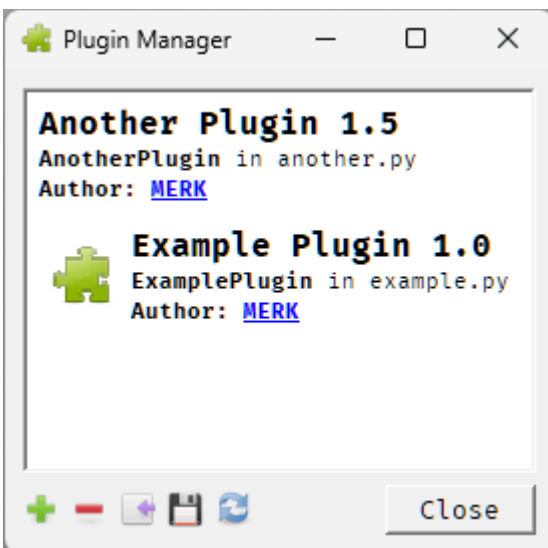 Plugin Manager
Another Plugin 1.5
AnotherPlugin in another.py
Author: MERK
Example Plugin 1.0
ExamplePlugin in example.py
Author: MERK
Close